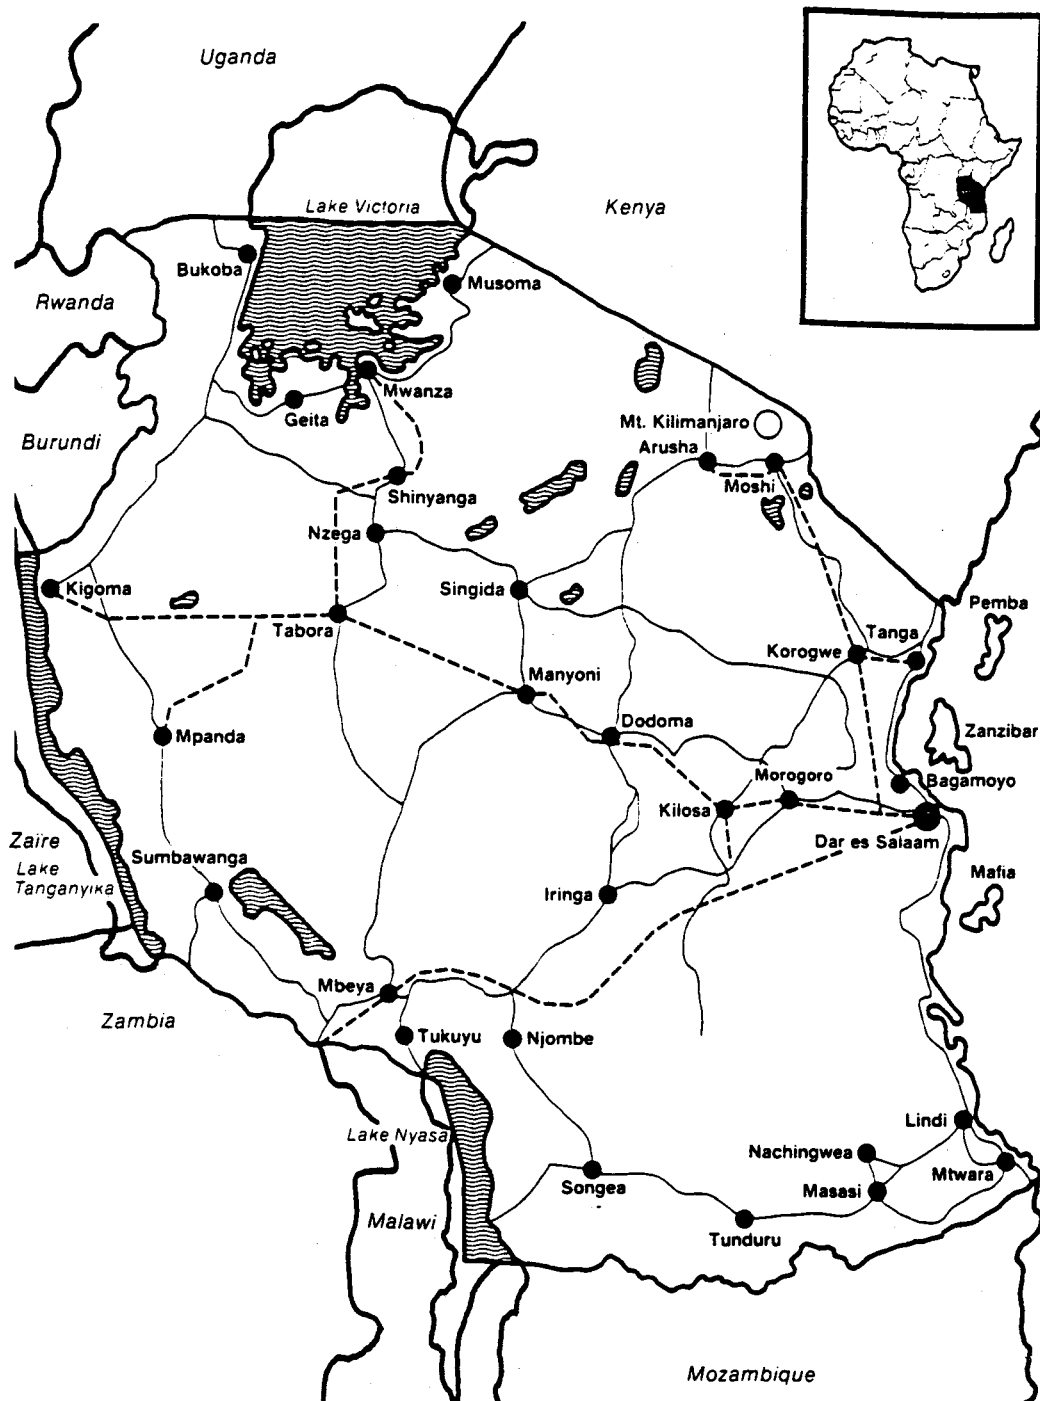 Uganda
Lake Victoria
Kenya
Bukoba
Musoma
Rwanda
Mwanza
Geita
Mt. Kilimanjaro
Burundi
Arusha
Moshi
Shinyanga
Nzega
Kigoma
Singida
Pemba
Tabora
Tanga
Korogwe
Manyoni
Dodoma
Mpanda
Zanzibar
Morogoro
Bagamoyo
Kilosa
Zaïre
Dar es Salaam
Sumbawanga
Lake
Tanganyika
Mafia
Iringa
Mbeya
Zambia
Tukuyu
Njombe
Lindi
Lake Nyasa
Nachingwea
Mtwara
Songea
Masasi
Malawi
Tunduru
Mozambique